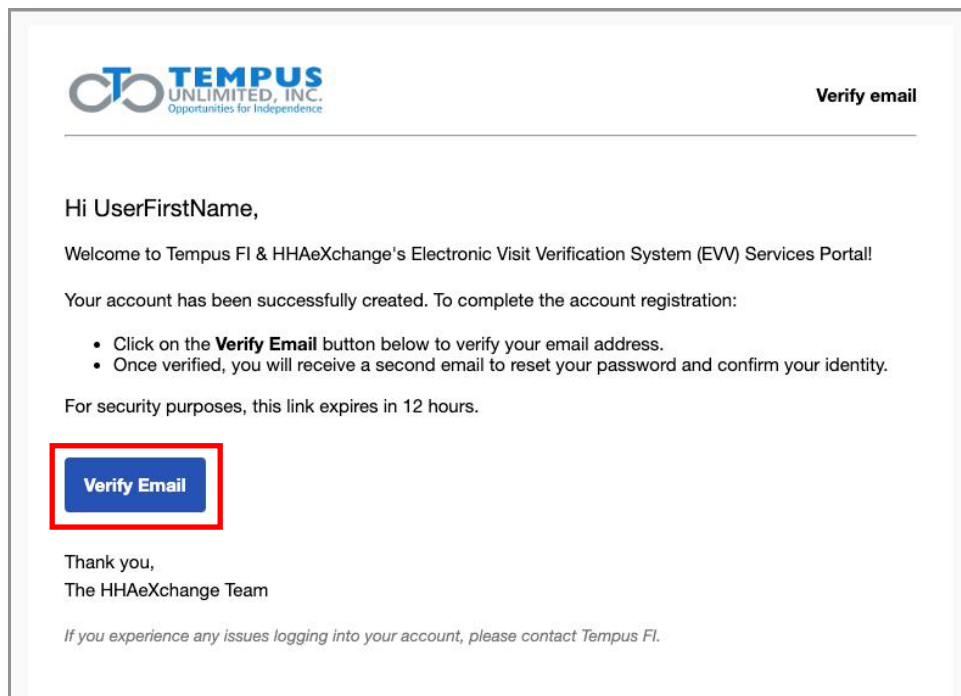 TEMPUS
UNLIMITED, INC.
Opportunities for Independence
Verify email
Hi UserFirstName,
Welcome to Tempus FI & HHAeXchange's Electronic Visit Verification System (EVV) Services Portal!
Your account has been successfully created. To complete the account registration:
• Click on the Verify Email button below to verify your email address.
• Once verified, you will receive a second email to reset your password and confirm your identity.
For security purposes, this link expires in 12 hours.
Verify Email
Thank you,
The HHAeXchange Team
If you experience any issues logging into your account, please contact Tempus FI.